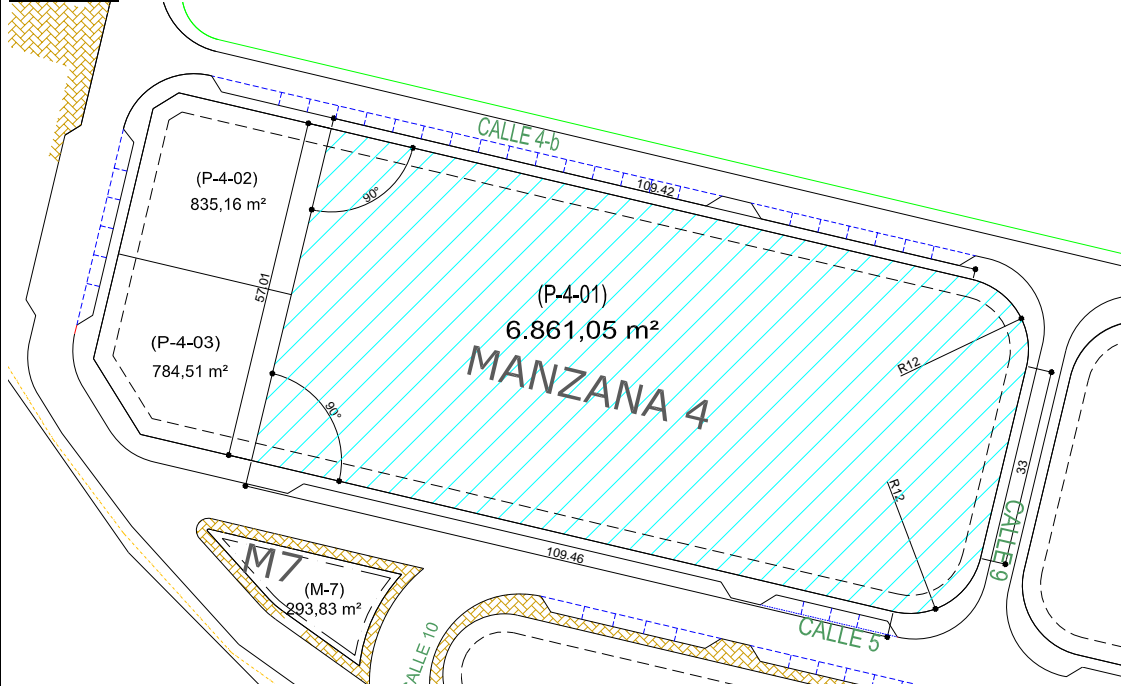 CALLE 4-b
109.42
(P-4-02)
835,16 m²
90°
57.01
(P-4-01)
6.861,05 m²
MANZANA 4
(P-4-03)
784,51 m²
R12
90°
R12
33
CALLE 9
109.46
M7
(M-7)
293,83 m²
CALLE 5
CALLE 10